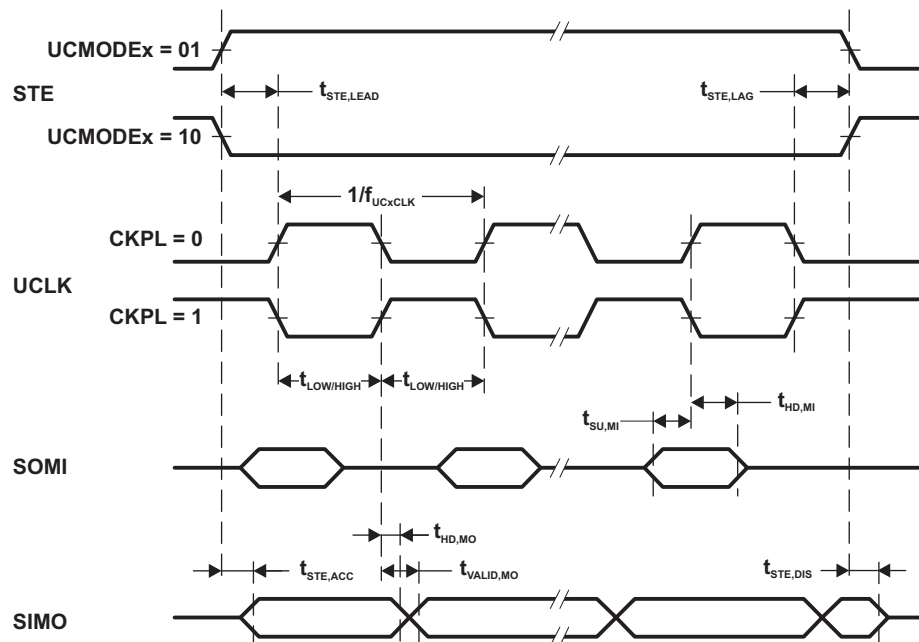 UCMODEx = 01
STE
tSTE,LEAD
tSTE,LAG
UCMODEx = 10
1/fUCxCLK
CKPL = 0
UCLK
CKPL = 1
tLOW/HIGH tLOW/HIGH
tSU,MI
tHD,MI
SOMI
tHD,MO
tSTE,ACC
tVALID,MO
tSTE,DIS
SIMO